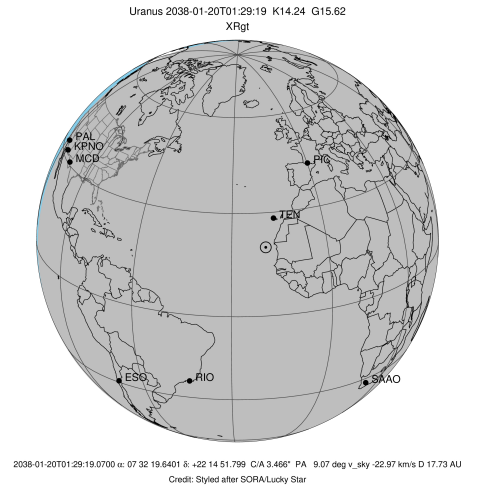 Uranus 2038-01-20T01:29:19 K14.24 G15.62
XRgt
PAL
KPNO
MCD
PIC
TEN
ESO
RIO
SAAO
2038-01-20T01:29:19.0700 α: 07 32 19.6401 δ: +22 14 51.799 C/A 3.466" PA 9.07 deg v_sky -22.97 km/s D 17.73 AU
Credit: Styled after SORA/Lucky Star